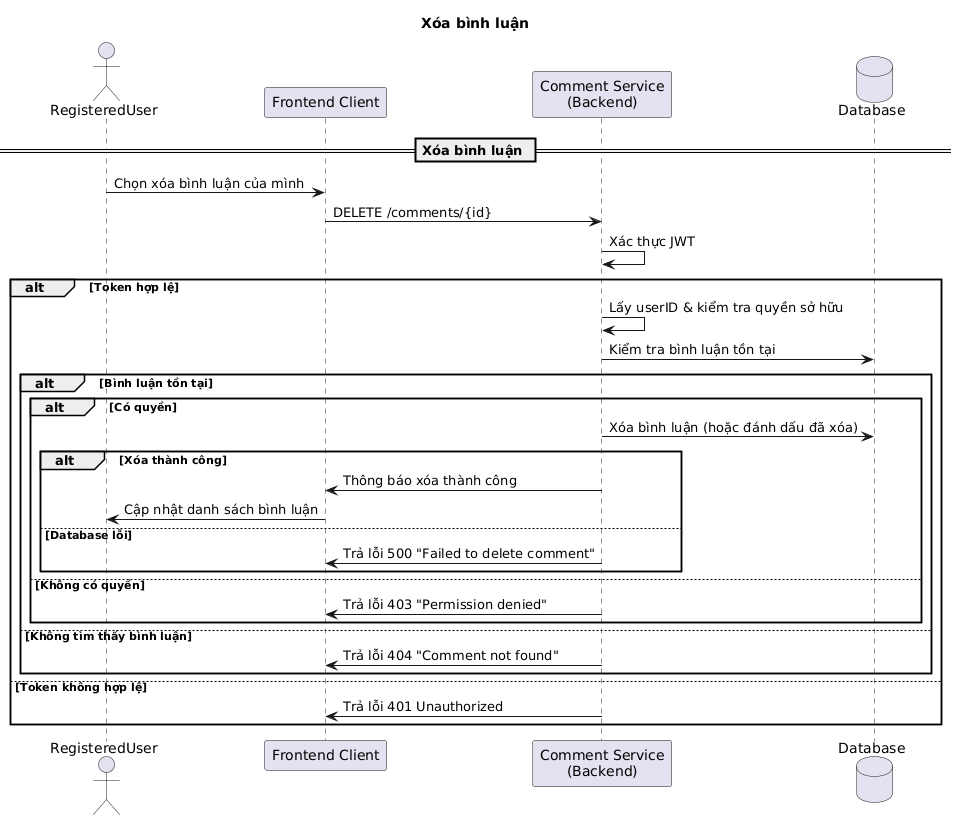 Xóa bình luận
RegisteredUser
Frontend Client
Comment Service
(Backend)
Database
Xóa bình luận
Chọn xóa bình luận của mình
DELETE /comments/{id}
Xác thực JWT
alt [Token hợp lệ]
Lấy userID & kiểm tra quyền sở hữu
Kiểm tra bình luận tồn tại
alt [Bình luận tồn tại]
alt [Có quyền]
Xóa bình luận (hoặc đánh dấu đã xóa)
alt [Xóa thành công]
Thông báo xóa thành công
Cập nhật danh sách bình luận
[Database lỗi]
Trả lỗi 500 "Failed to delete comment"
[Không có quyền]
Trả lỗi 403 "Permission denied"
[Không tìm thấy bình luận]
Trả lỗi 404 "Comment not found"
[Token không hợp lệ]
Trả lỗi 401 Unauthorized
RegisteredUser
Frontend Client
Comment Service
(Backend)
Database